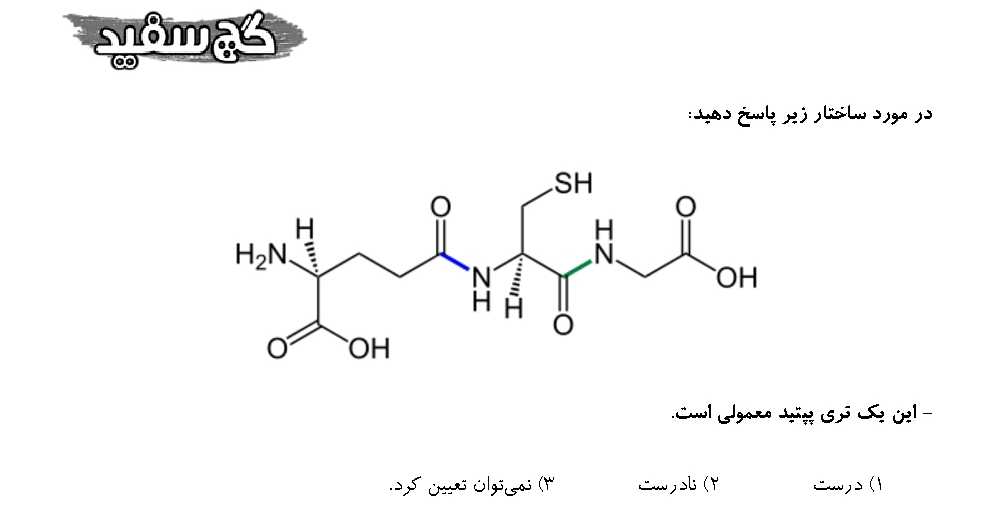 گچ سفید
در مورد ساختار زیر پاسخ دهید:
SH
O
H
H₂N
N
H
H
O
H
N
O
OH
O
OH
- این یک تری پپتید معمولی است.
۱) درست ۲) نادرست ۳) نمی‌توان تعیین کرد.